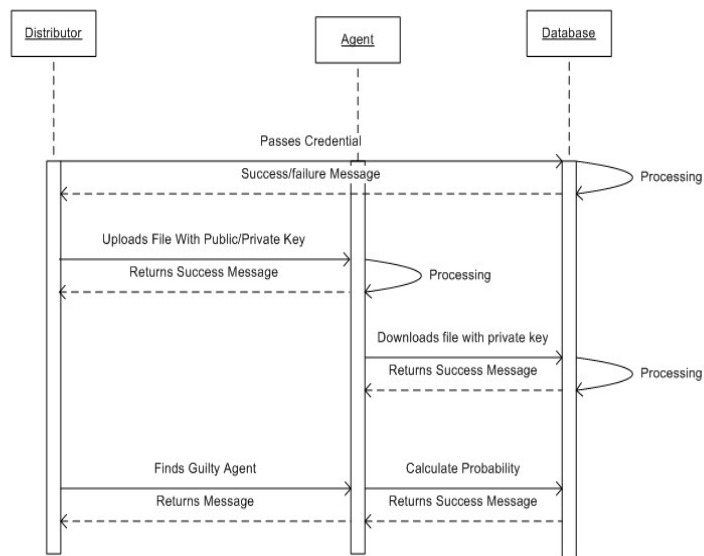 Distributor
Agent
Database
Passes Credential
Success/failure Message
Processing
Uploads File With Public/Private Key
Returns Success Message
Processing
Downloads file with private key
Returns Success Message
Processing
Finds Guilty Agent
Calculate Probability
Returns Message
Returns Success Message